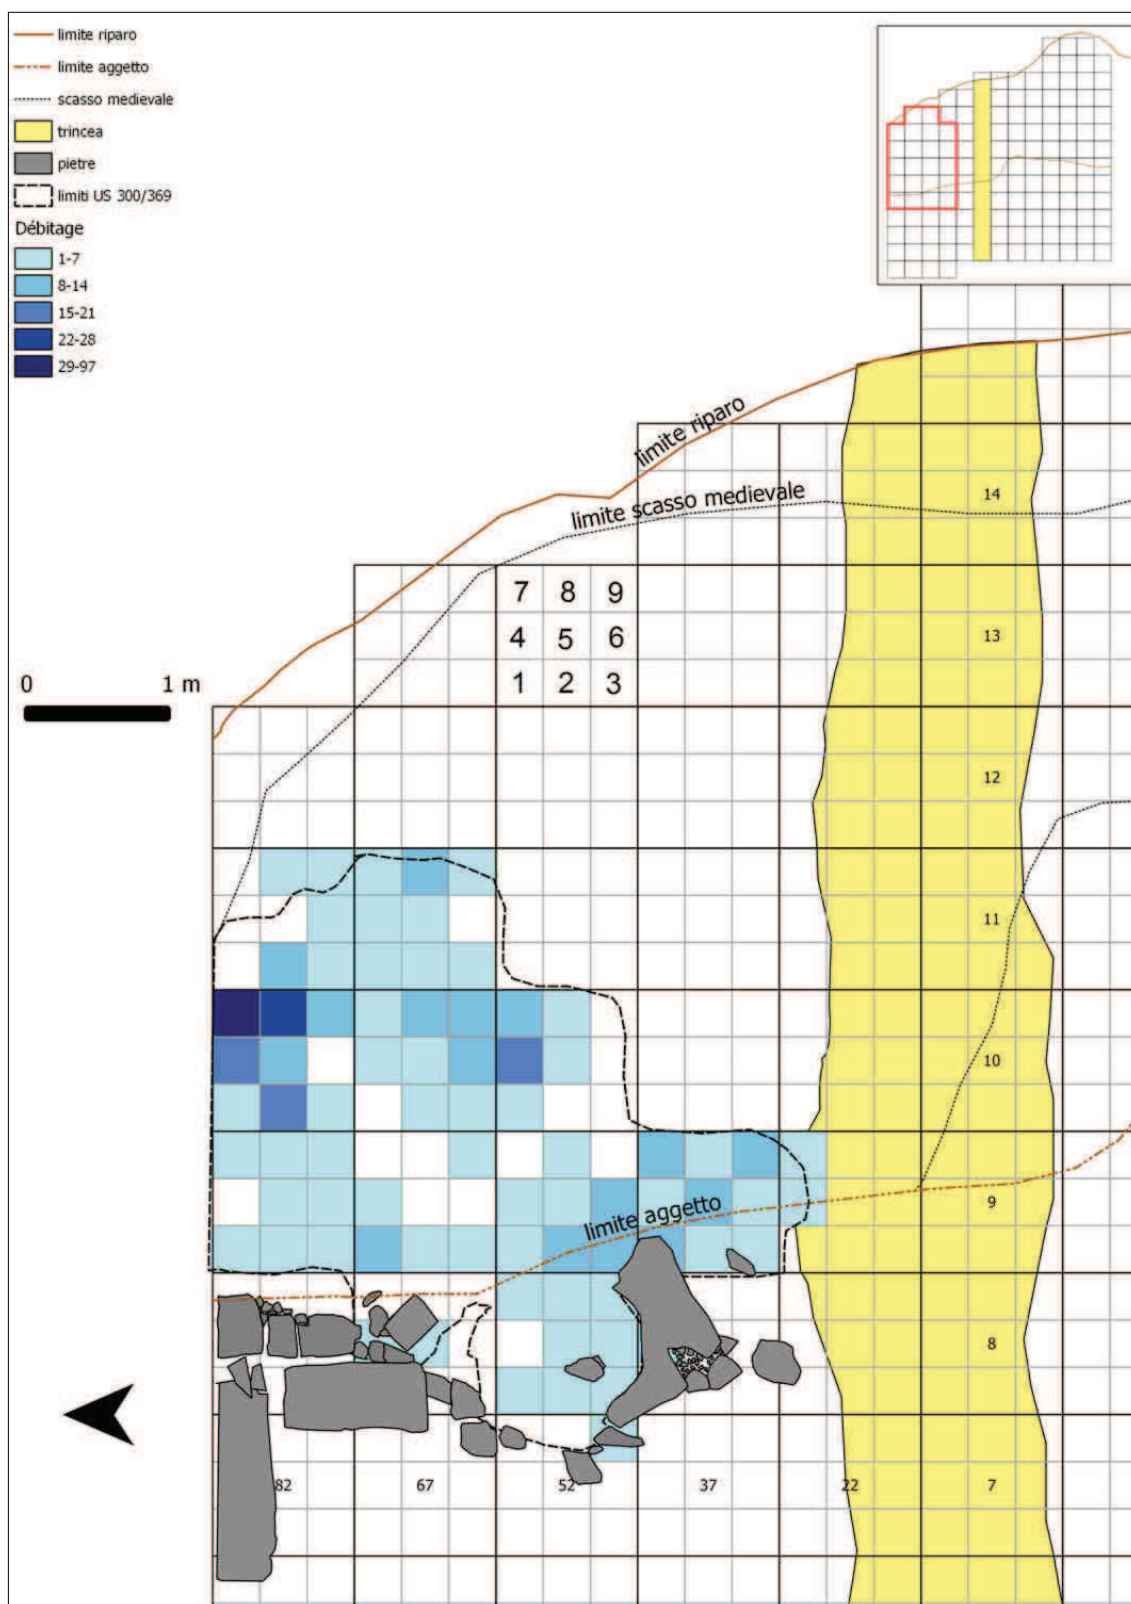 limite riparo
limite aggetto
scasso medievale
trincea
pietre
limiti US 300/369
Débitage
1-7
8-14
15-21
22-28
29-97
limite riparo
limite scasso medievale
14
7 8 9
4 5 6
1 2 3
13
0 1 m
12
11
10
limite aggetto
9
8
82 67 52 37 22 7